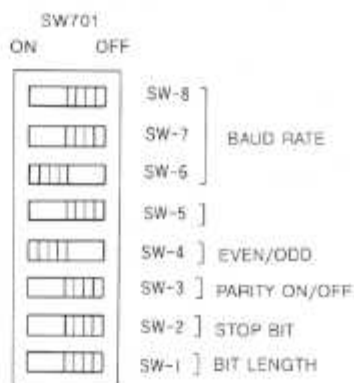 SW701
ON OFF
SW-8
SW-7 BAUD RATE
SW-6
SW-5
SW-4 EVEN/ODD
SW-3 PARITY ON/OFF
SW-2 STOP BIT
SW-1 BIT LENGTH